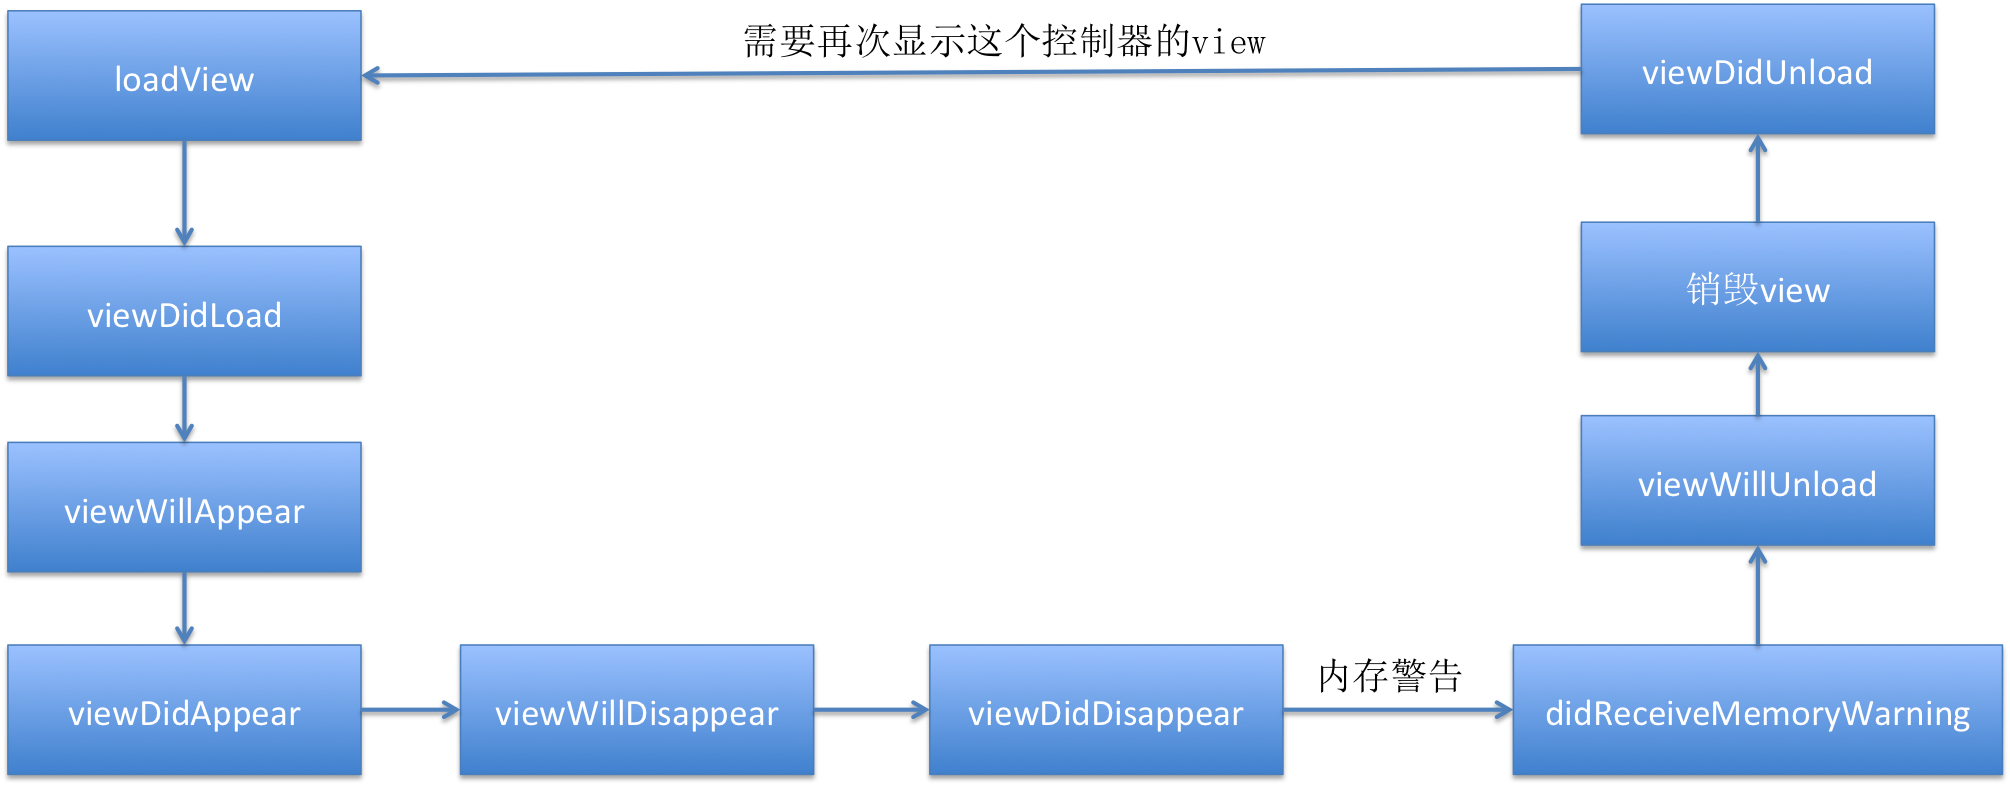 loadView
需要再次显示这个控制器的view
viewDidUnload
viewDidLoad
销毁view
viewWillAppear
viewWillUnload
viewDidAppear
viewWillDisappear
viewDidDisappear
内存警告
didReceiveMemoryWarning